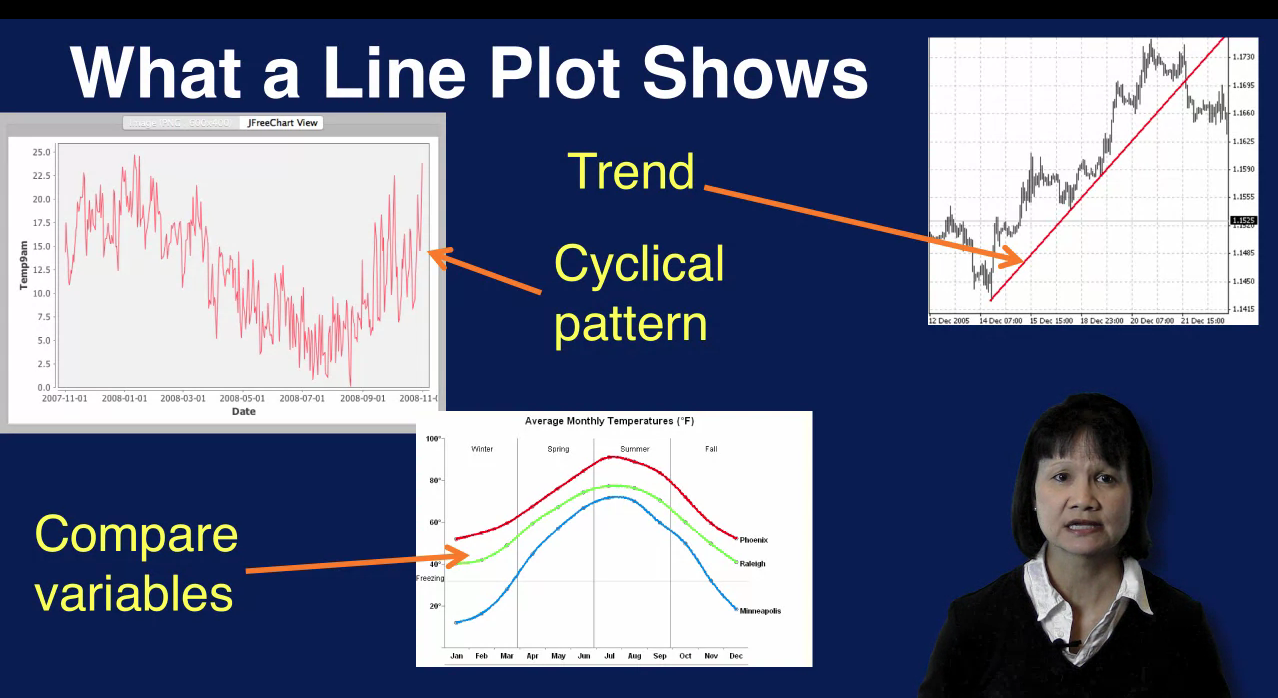 What a Line Plot Shows
JFreeChart View
25.0
22.5
20.0
17.5
15.0
12.5
10.0
7.5
5.0
2.5
0.0
Temp9am
2007-11-01 2008-01-01 2008-03-01 2008-05-01 2008-07-01 2008-09-01 2008-11-0
Date
Trend
Cyclical
pattern
1.1730
1.1695
1.1660
1.1625
1.1590
1.1555
1.1525
1.1485
1.1450
1.1415
12 Dec 2005 14 Dec 07:00 15 Dec 15:00 18 Dec 23:00 20 Dec 07:00 21 Dec 15:00
Compare
variables
Average Monthly Temperatures (°F)
Winter Spring Summer Fall
100°
80°
60°
40°
Freezing
20°
Phoenix
Raleigh
Minneapolis
Jan Feb Mar Apr May Jun Jul Aug Sep Oct Nov Dec